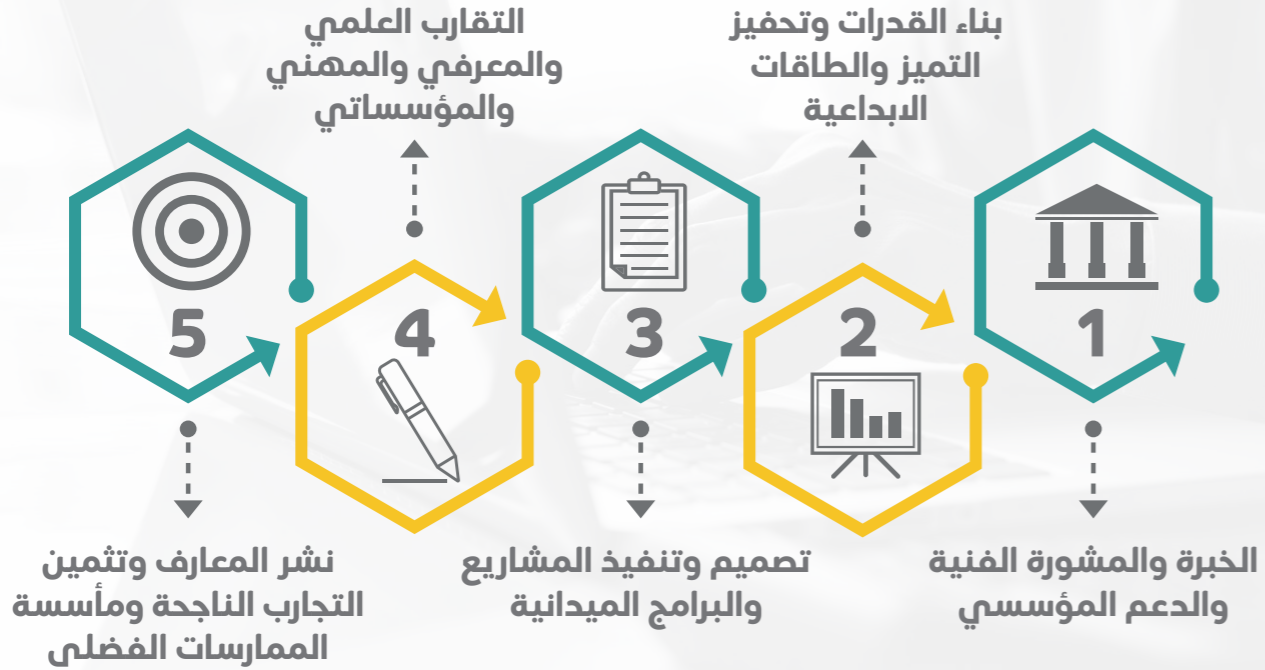 1
الخبرة والمشورة الفنية
والدعم المؤسسي
2
بناء القدرات وتحفيز
التميز والطاقات
الابداعية
3
تصميم وتنفيذ المشاريع
والبرامج الميدانية
4
التقارب العلمي
والمعرفي والمهني
والمؤسساتي
5
نشر المعارف وتثمين
التجارب الناجحة ومأسسة
الممارسات الفضلى